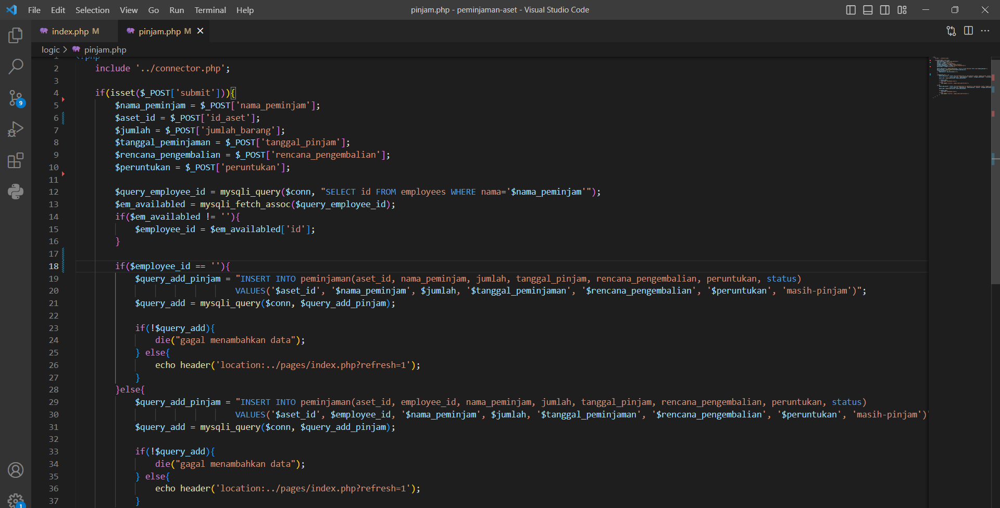 File Edit Selection View Go Run Terminal Help
pinjam.php - peminjaman-aset - Visual Studio Code
index.php M
pinjam.php M
logic > pinjam.php
1 <?php
2 include '../connector.php';
3
4 if(isset($_POST['submit'])){
5 $nama_peminjam = $_POST['nama_peminjam'];
6 $aset_id = $_POST['id_aset'];
7 $jumlah = $_POST['jumlah_barang'];
8 $tanggal_peminjaman = $_POST['tanggal_pinjam'];
9 $rencana_pengembalian = $_POST['rencana_pengembalian'];
10 $peruntukan = $_POST['peruntukan'];
11
12 $query_employee_id = mysqli_query($conn, "SELECT id FROM employees WHERE nama='$nama_peminjam'");
13 $em_availabled = mysqli_fetch_assoc($query_employee_id);
14 if($em_availabled != ''){
15 $employee_id = $em_availabled['id'];
16 }
17
18 if($employee_id == ''){
19 $query_add_pinjam = "INSERT INTO peminjaman(aset_id, nama_peminjam, jumlah, tanggal_pinjam, rencana_pengembalian, peruntukan, status)
20 VALUES('$aset_id', '$nama_peminjam', $jumlah, '$tanggal_peminjaman', '$rencana_pengembalian', '$peruntukan', 'masih-pinjam')";
21 $query_add = mysqli_query($conn, $query_add_pinjam);
22
23 if(!$query_add){
24 die("gagal menambahkan data");
25 } else{
26 echo header('location:../pages/index.php?refresh=1');
27 }
28 }else{
29 $query_add_pinjam = "INSERT INTO peminjaman(aset_id, employee_id, nama_peminjam, jumlah, tanggal_pinjam, rencana_pengembalian, peruntukan, status)
30 VALUES('$aset_id', $employee_id, '$nama_peminjam', $jumlah, '$tanggal_peminjaman', '$rencana_pengembalian', '$peruntukan', 'masih-pinjam')
31 $query_add = mysqli_query($conn, $query_add_pinjam);
32
33 if(!$query_add){
34 die("gagal menambahkan data");
35 } else{
36 echo header('location:../pages/index.php?refresh=1');
37 }
9
1